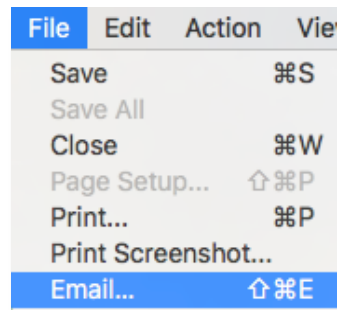 File Edit Action Vie
Save ⌘S
Save All
Close ⌘W
Page Setup... ⇧⌘P
Print... ⌘P
Print Screenshot...
Email... ⇧⌘E